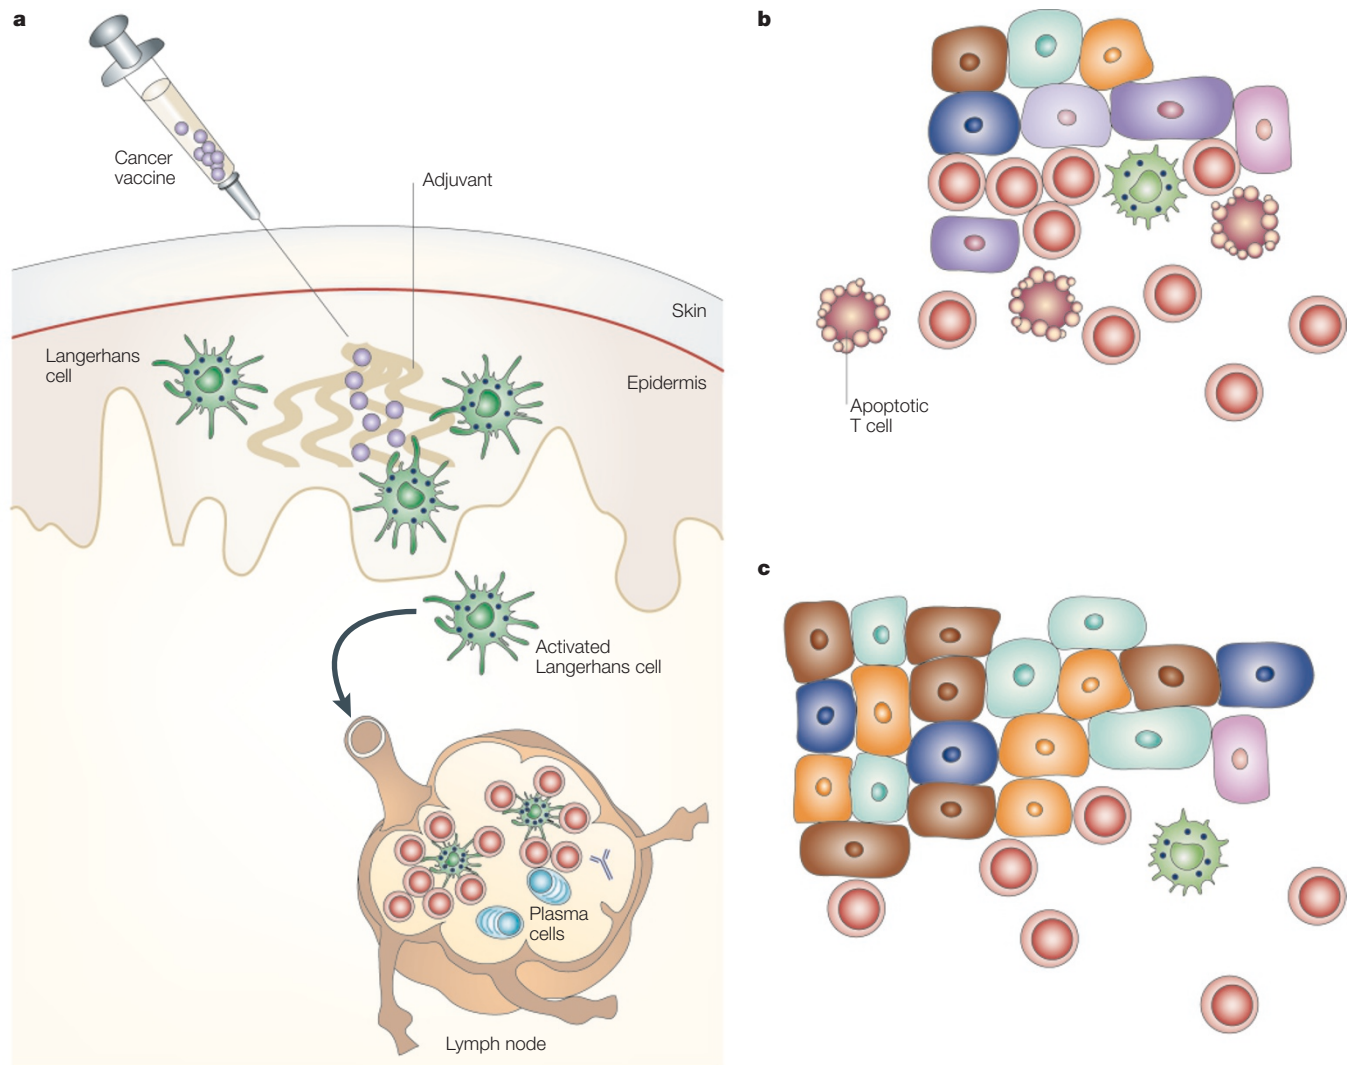 a
Cancer
vaccine
Adjuvant
Skin
Langerhans
cell
Epidermis
Activated
Langerhans cell
Plasma
cells
Lymph node
b
Apoptotic
T cell
c